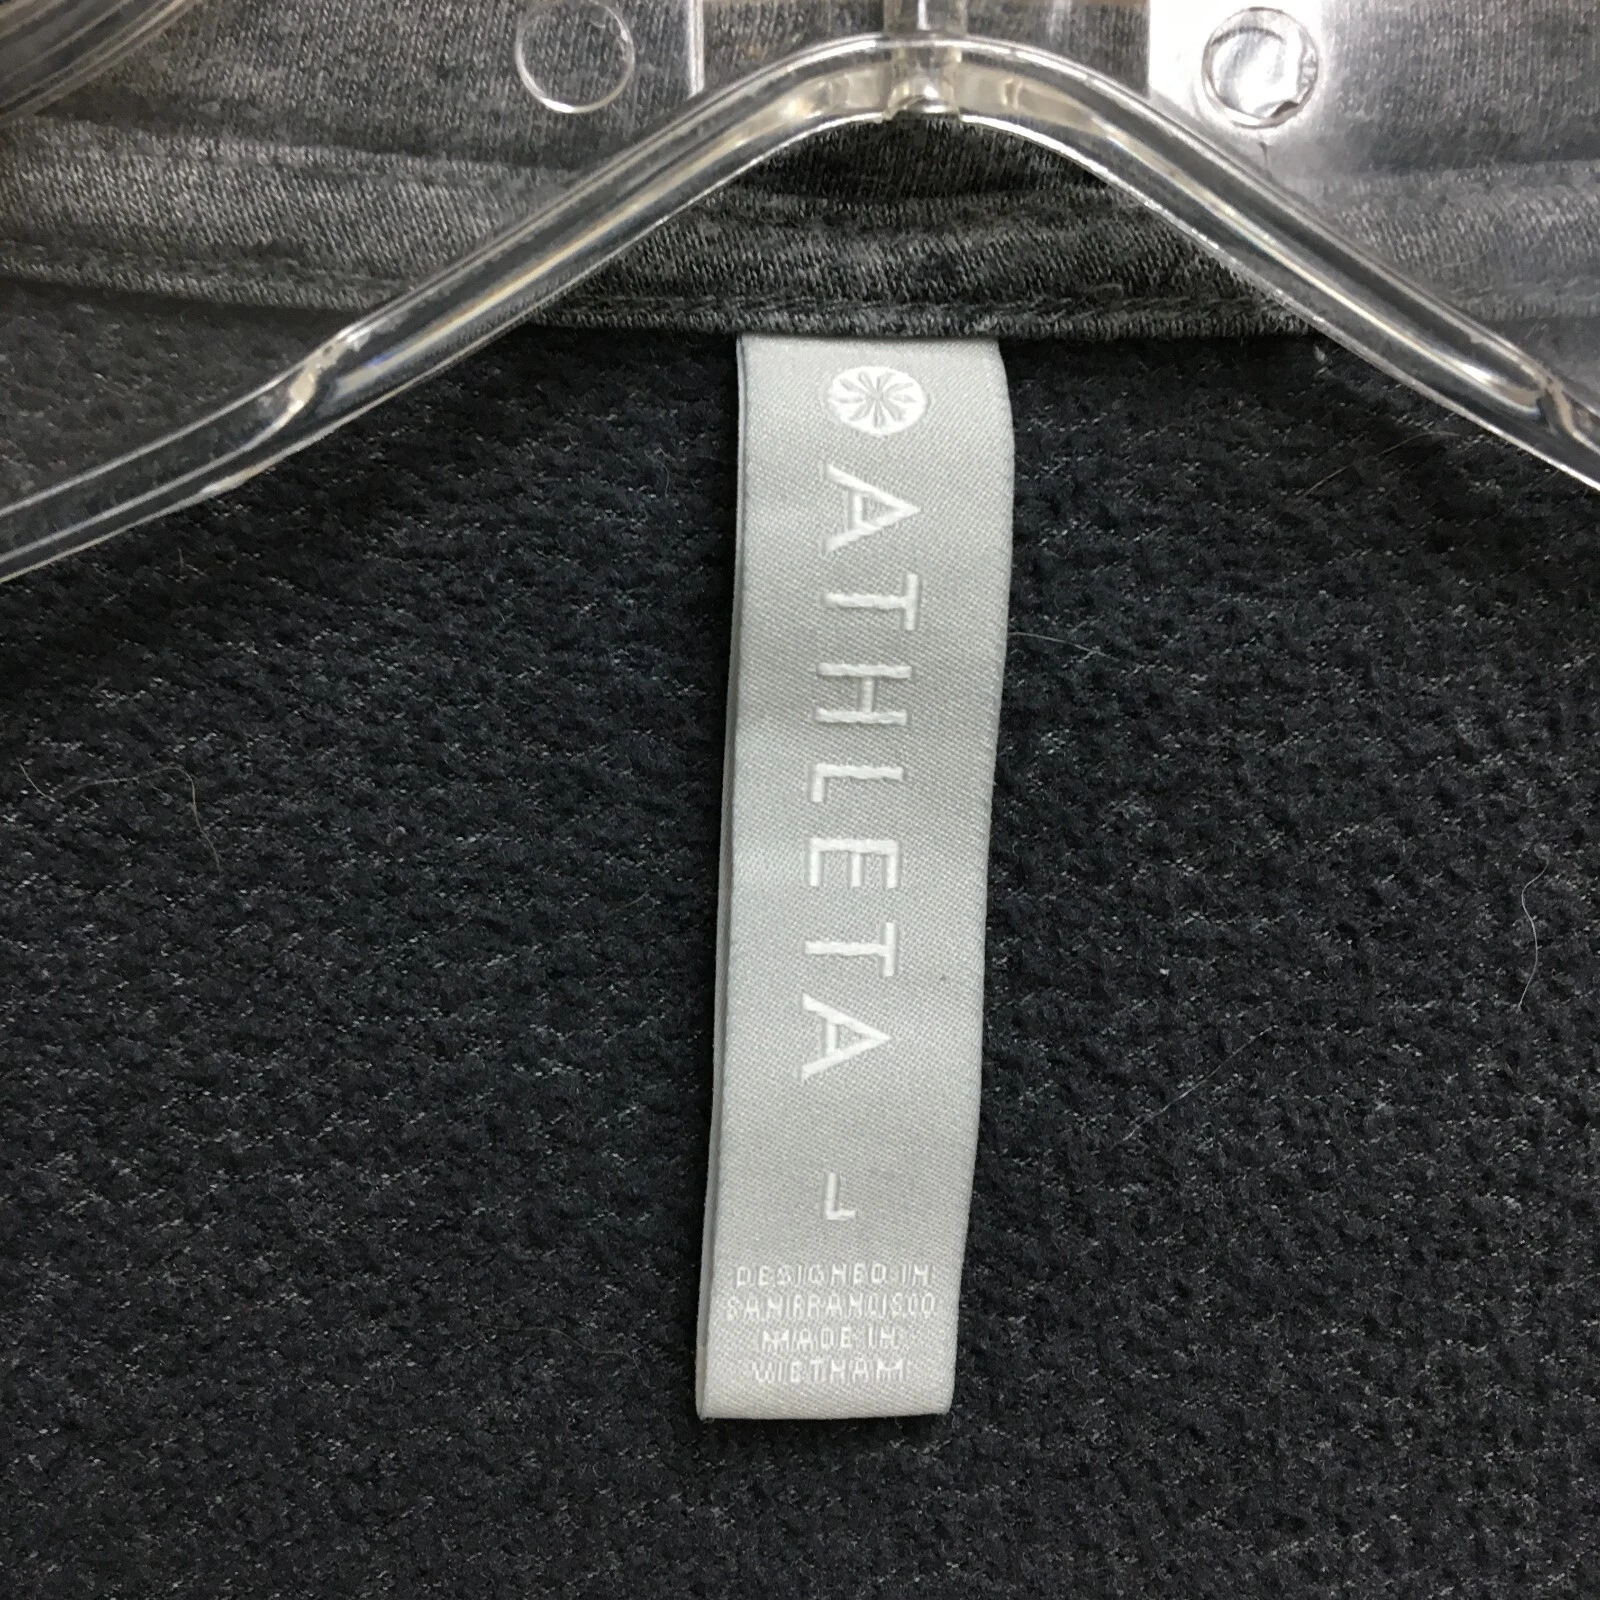 ATHLETA
L
DESIGNED IN
SAN FRANCISCO
MADE IN
VIETNAM